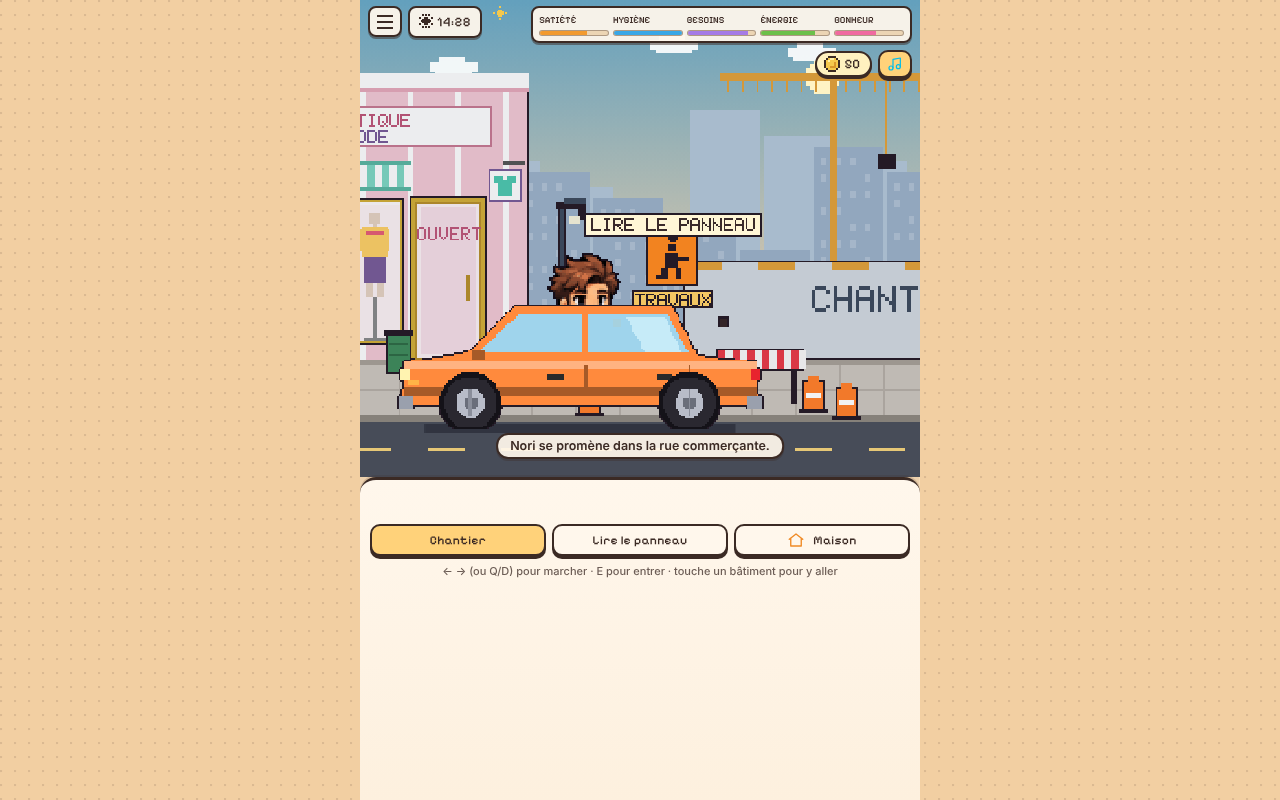 14:28
SATIÉTÉ
HYGIÈNE
BESOINS
ÉNERGIE
BONHEUR
80
TIQUE
ODE
OUVERT
LIRE LE PANNEAU
TRAVAUX
CHANT
Nori se promène dans la rue commerçante.
Chantier
Lire le panneau
Maison
← → (ou Q/D) pour marcher · E pour entrer · touche un bâtiment pour y aller